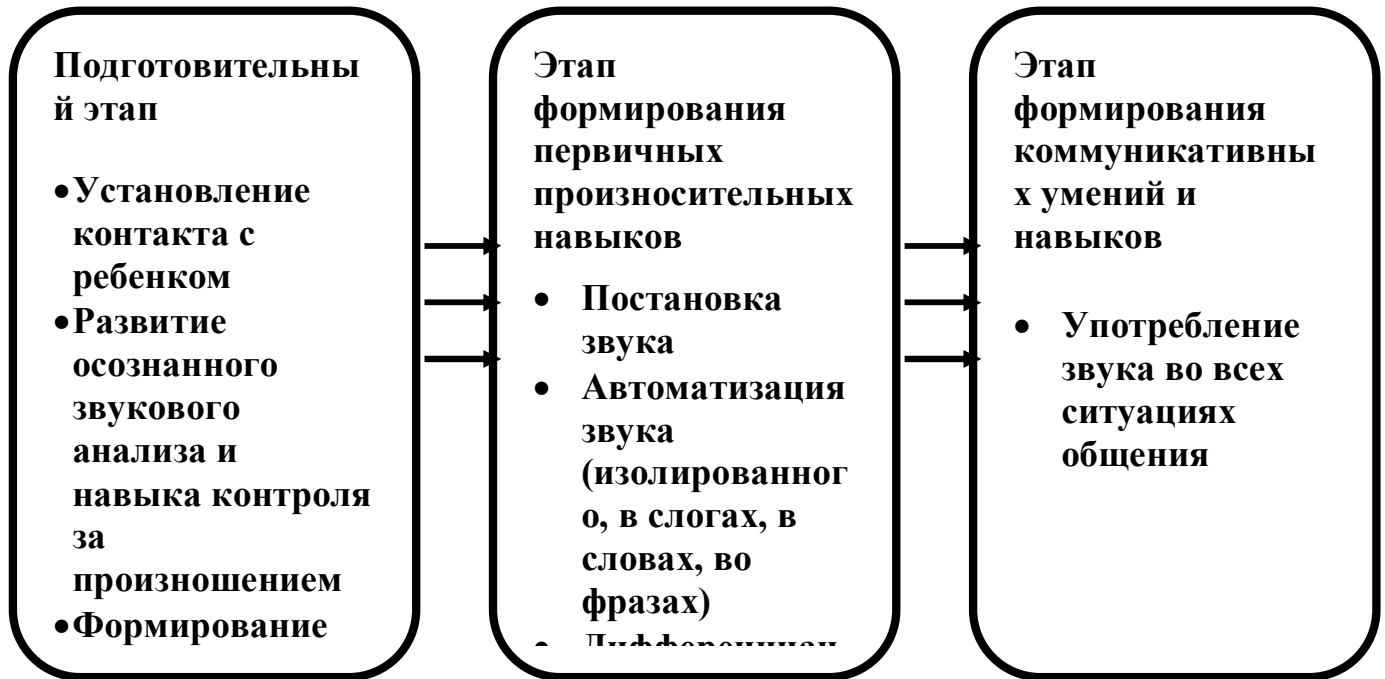 Подготовительны
й этап
•Установление
контакта с
ребенком
•Развитие
осознанного
звукового
анализа и
навыка контроля
за
произношением
•Формирование
Этап
формирования
первичных
произносительных
навыков
• Постановка
звука
• Автоматизация
звука
(изолированног
о, в слогах, в
словах, во
фразах)
Этап
формирования
коммуникативны
х умений и
навыков
• Употребление
звука во всех
ситуациях
общения